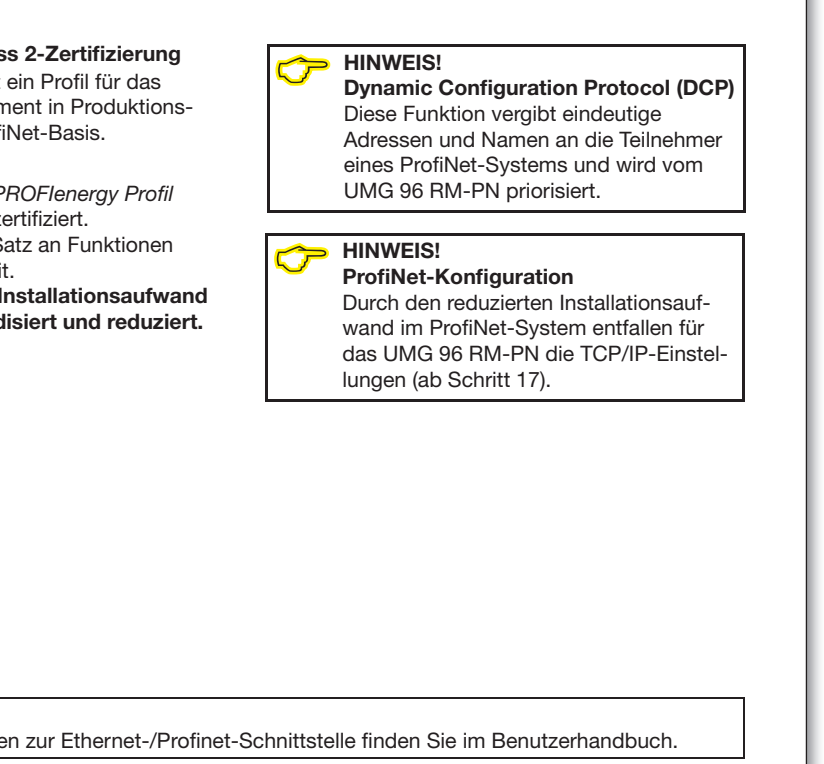 ss 2-Zertifizierung
ein Profil für das
ment in Produktions-
fiNet-Basis.
PROFIenergy Profil
ertifiziert.
Satz an Funktionen
it.
Installationsaufwand
disiert und reduziert.
HINWEIS!
Dynamic Configuration Protocol (DCP)
Diese Funktion vergibt eindeutige
Adressen und Namen an die Teilnehmer
eines ProfiNet-Systems und wird vom
UMG 96 RM-PN priorisiert.
HINWEIS!
ProfiNet-Konfiguration
Durch den reduzierten Installationsauf-
wand im ProfiNet-System entfallen für
das UMG 96 RM-PN die TCP/IP-Einstel-
lungen (ab Schritt 17).
en zur Ethernet-/Profinet-Schnittstelle finden Sie im Benutzerhandbuch.